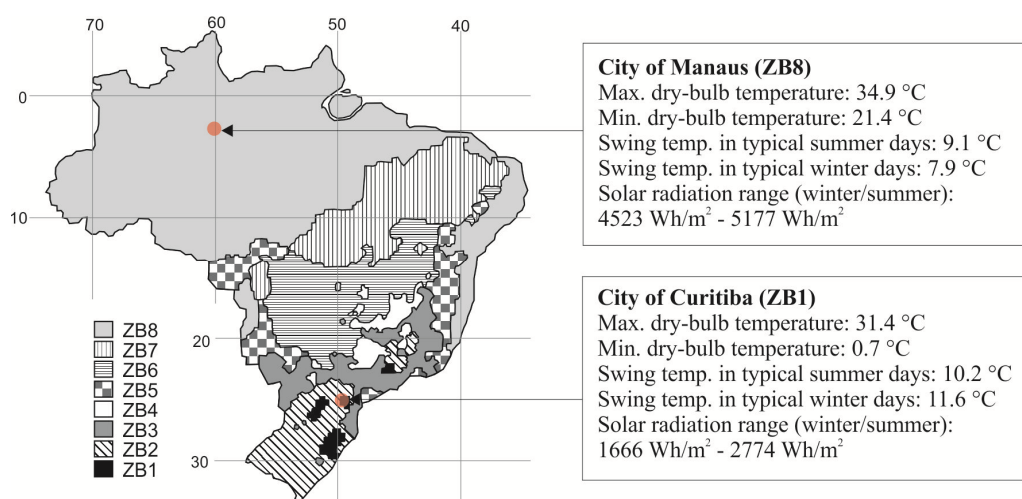 70 60 50 40
0
10
20
30
ZB8
ZB7
ZB6
ZB5
ZB4
ZB3
ZB2
ZB1
City of Manaus (ZB8)
Max. dry-bulb temperature: 34.9 °C
Min. dry-bulb temperature: 21.4 °C
Swing temp. in typical summer days: 9.1 °C
Swing temp. in typical winter days: 7.9 °C
Solar radiation range (winter/summer):
4523 Wh/m² - 5177 Wh/m²
City of Curitiba (ZB1)
Max. dry-bulb temperature: 31.4 °C
Min. dry-bulb temperature: 0.7 °C
Swing temp. in typical summer days: 10.2 °C
Swing temp. in typical winter days: 11.6 °C
Solar radiation range (winter/summer):
1666 Wh/m² - 2774 Wh/m²